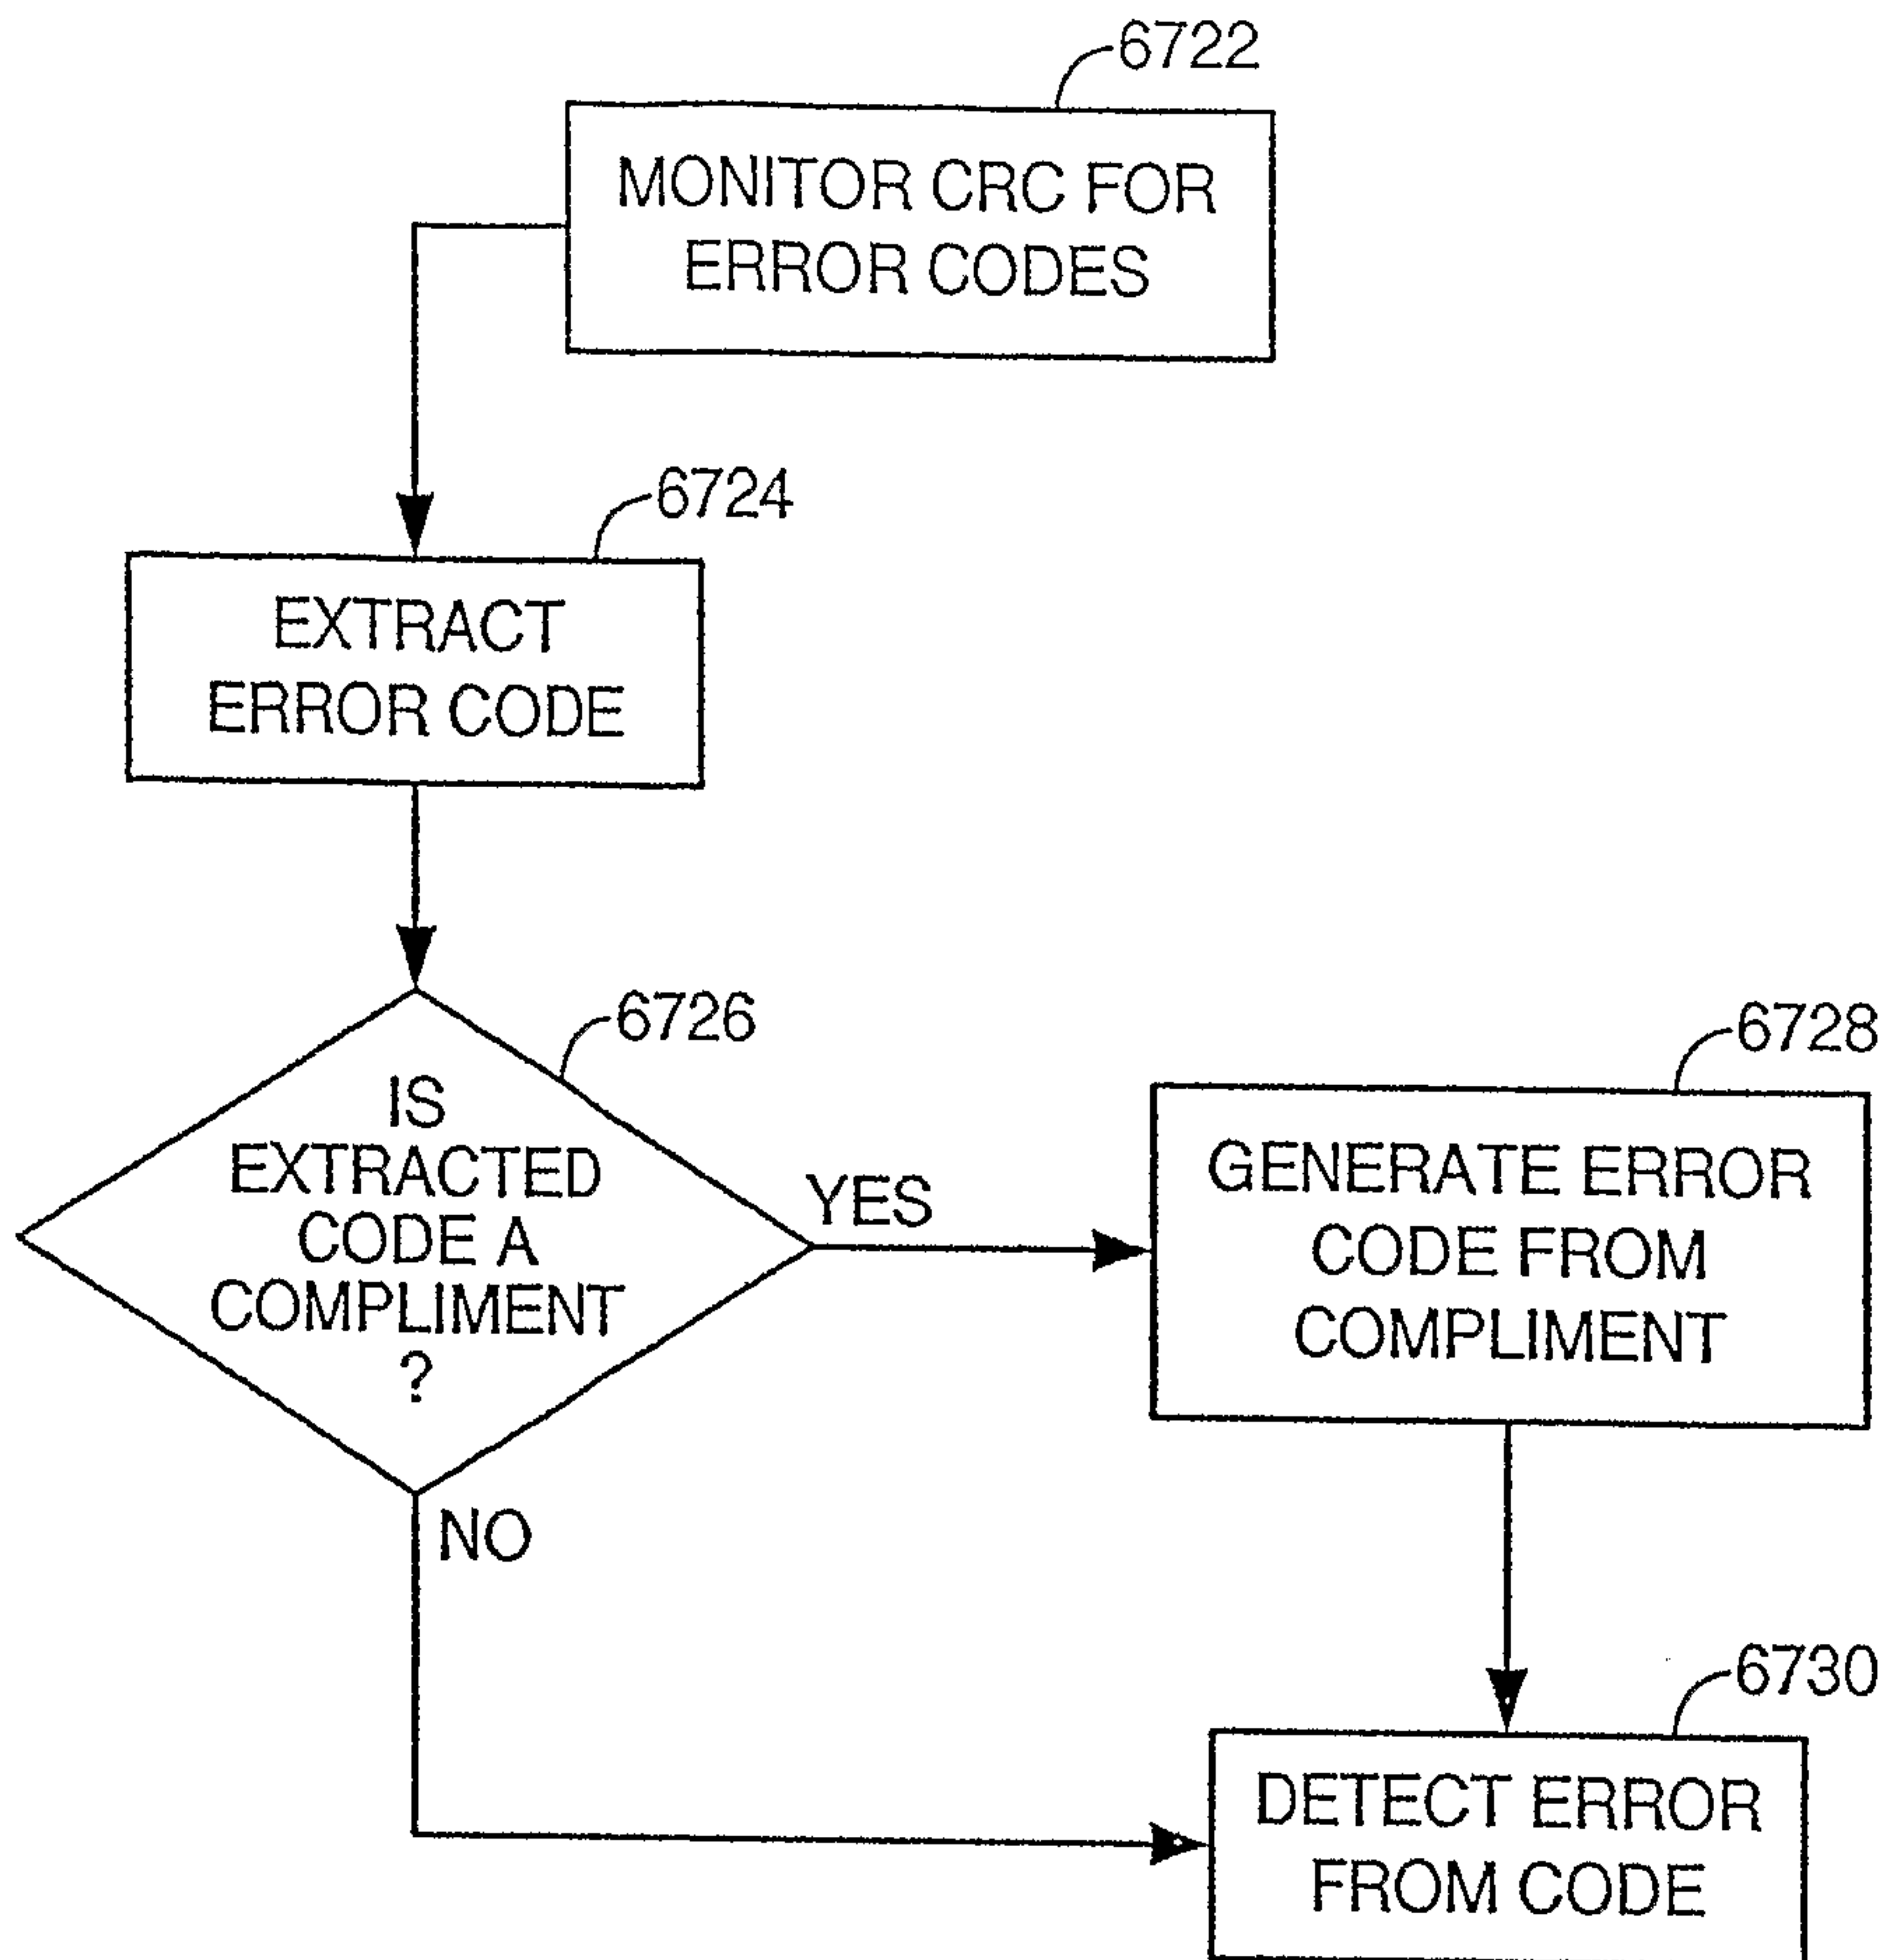 6722
MONITOR CRC FOR
ERROR CODES
6724
EXTRACT
ERROR CODE
6726
IS
EXTRACTED
CODE A
COMPLIMENT
?
YES
NO
6728
GENERATE ERROR
CODE FROM
COMPLIMENT
6730
DETECT ERROR
FROM CODE